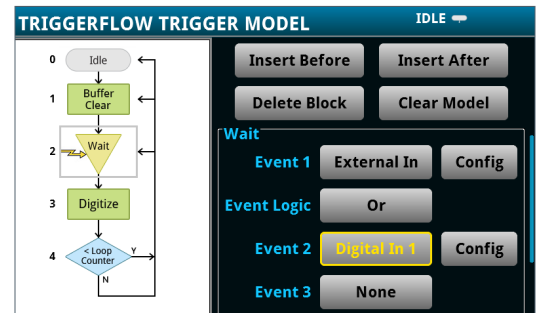 TRIGGERFLOW TRIGGER MODEL
IDLE
0 Idle
1 Buffer
Clear
2 Wait
3 Digitize
4 < Loop
Counter
Y
N
Insert Before Insert After
Delete Block Clear Model
Wait
Event 1 External In Config
Event Logic Or
Event 2 Digital In 1 Config
Event 3 None